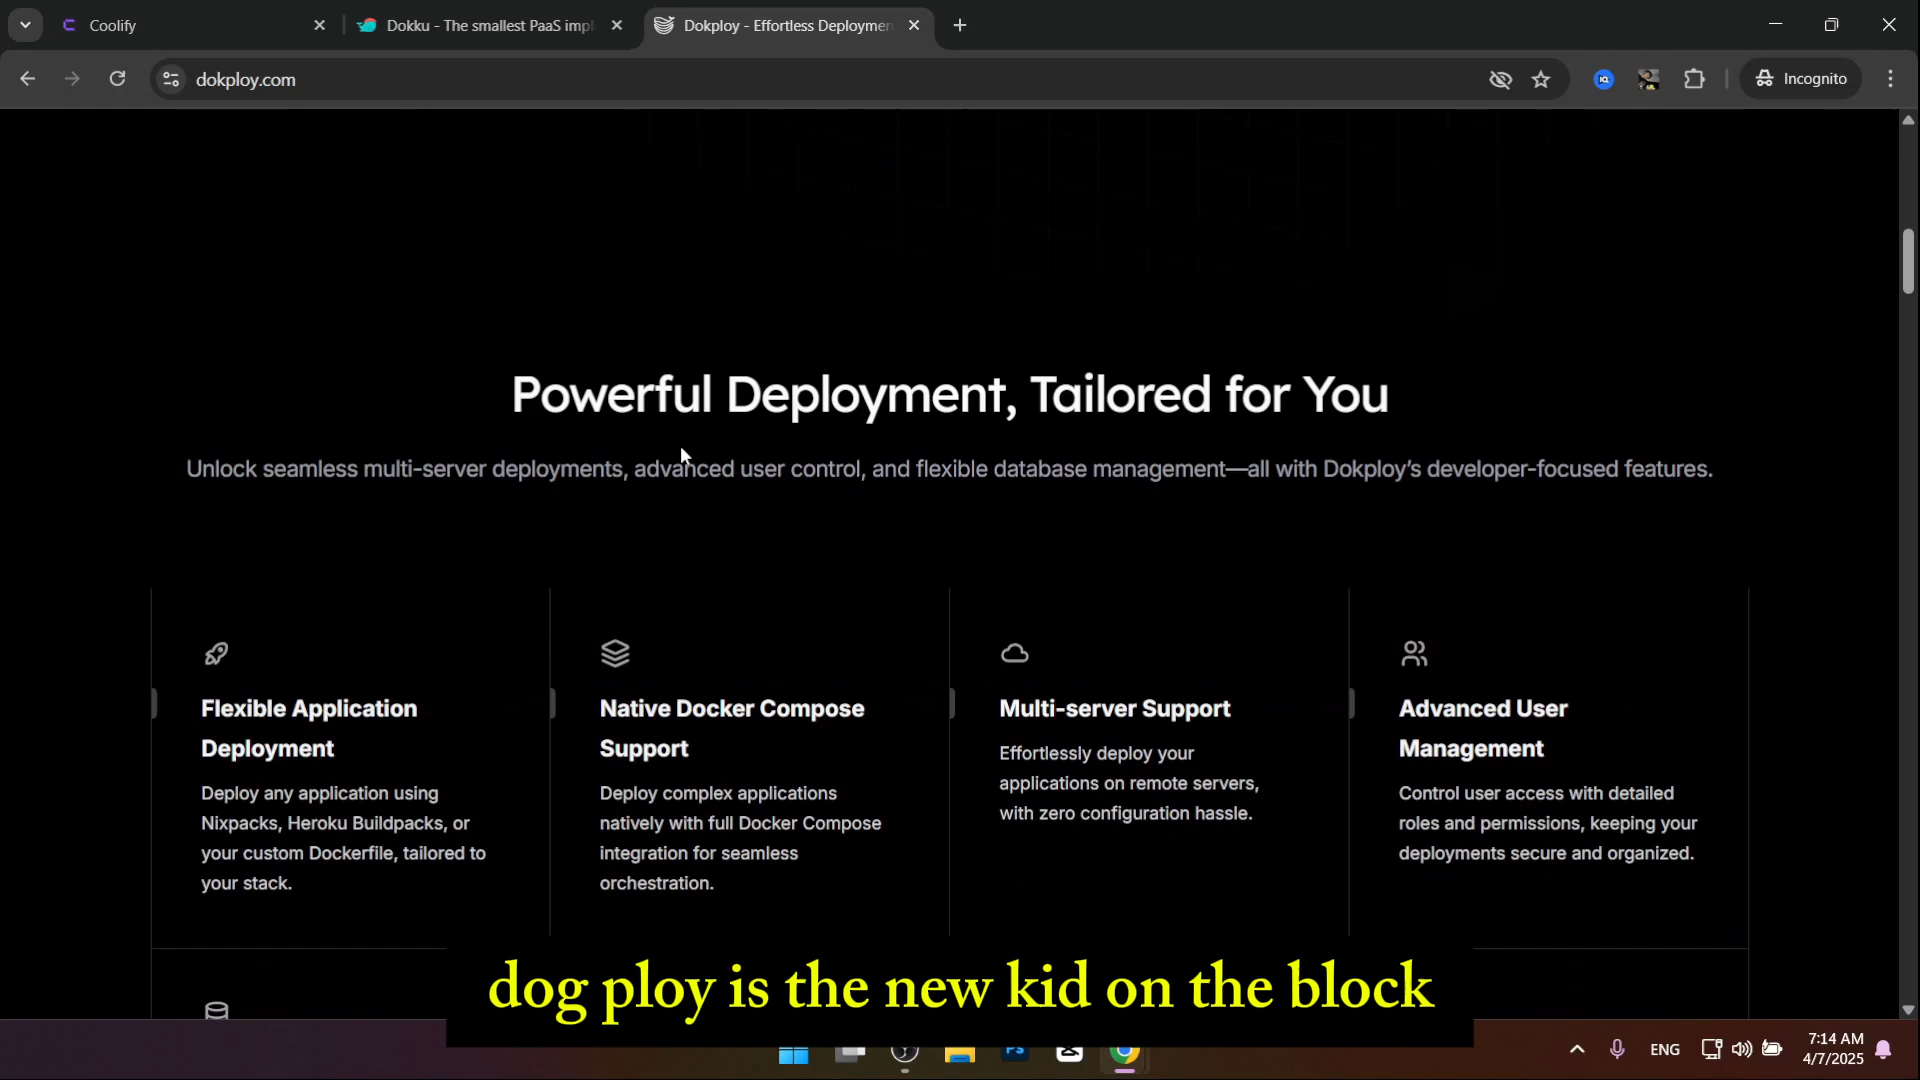 Coolify
Dokku - The smallest PaaS impl
Dokploy - Effortless Deploymen
dokploy.com
Incognito
Powerful Deployment, Tailored for You
Unlock seamless multi-server deployments, advanced user control, and flexible database management—all with Dokploy's developer-focused features.
Flexible Application
Deployment
Deploy any application using
Nixpacks, Heroku Buildpacks, or
your custom Dockerfile, tailored to
your stack.
Native Docker Compose
Support
Deploy complex applications
natively with full Docker Compose
integration for seamless
orchestration.
Multi-server Support
Effortlessly deploy your
applications on remote servers,
with zero configuration hassle.
Advanced User
Management
Control user access with detailed
roles and permissions, keeping your
deployments secure and organized.
dog ploy is the new kid on the block
Ps
ENG
7:14 AM
4/7/2025